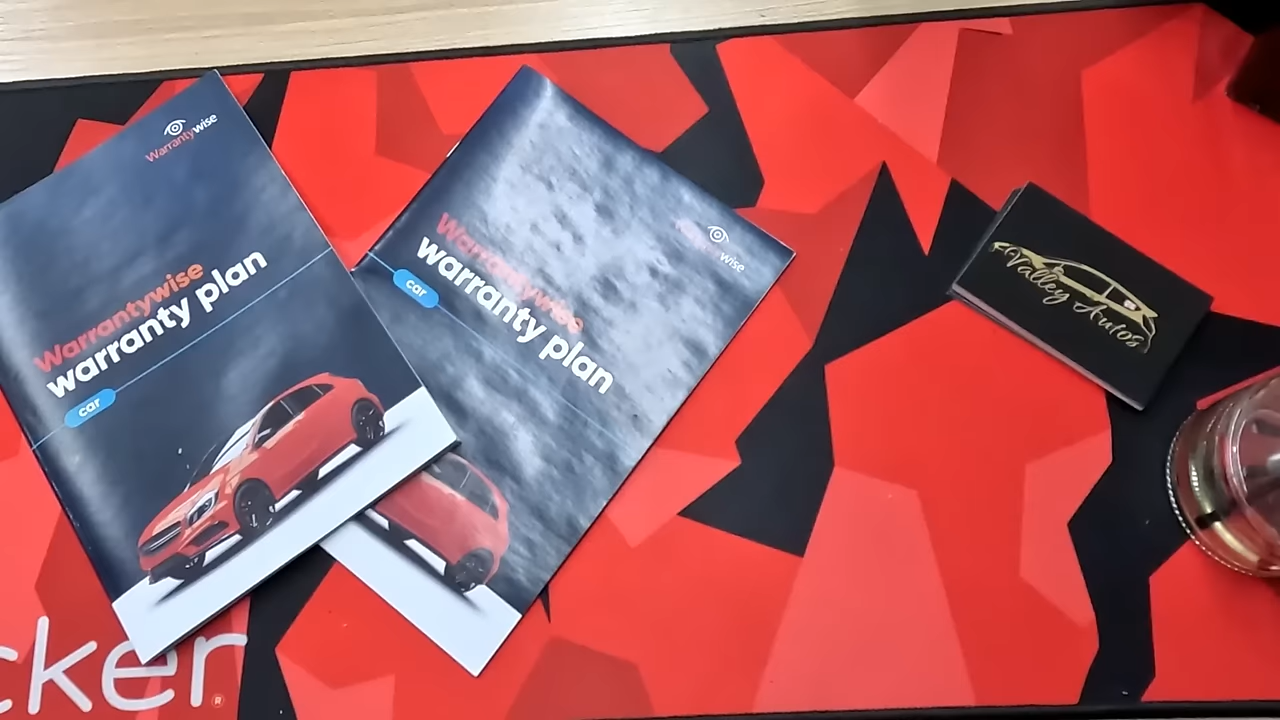 Warrantywise
Warrantywise
warranty plan
car
Warrantywise
Warrantywise
warranty plan
car
Valley Autos
cker®